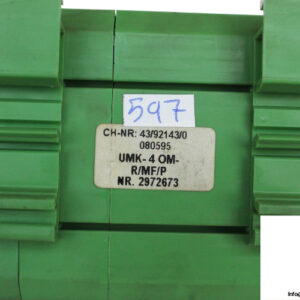 597
CH-NR: 43/92143/0
080595
UMK- 4 OM-
R/MF/P
NR. 2972673